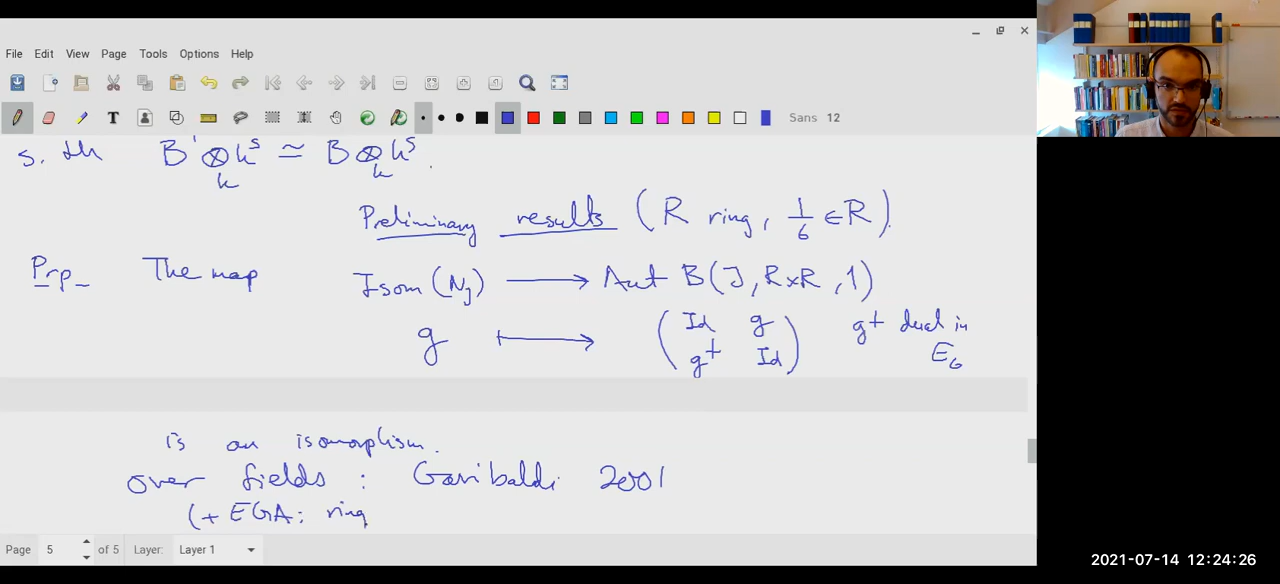 File Edit View Page Tools Options Help
Sans 12
s. th B' ⊗_k k^s ≃ B ⊗_k k^s.
Preliminary results (R ring, 1/6 ∈ R).
Prp_ The map Isom (N_J) ⟶ Aut B(J, R×R, 1)
g ⟼ ( Id g g† Id ) g† dual in
E_6
is an isomorphism.
over fields : Garibaldi 2001
(+ EGA: ring
Page 5 of 5 Layer: Layer 1
2021-07-14 12:24:26